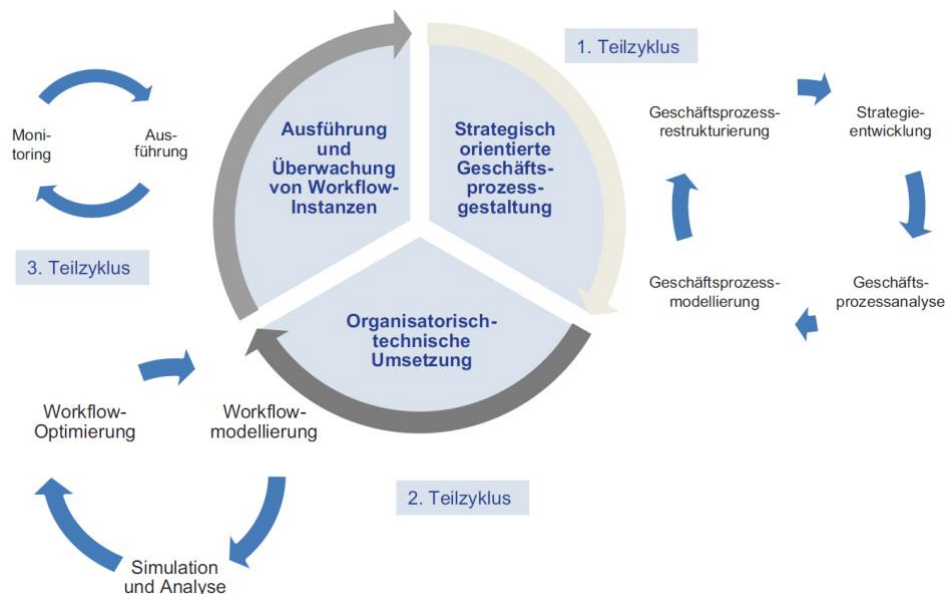 1. Teilzyklus
Ausführung
und
Überwachung
von Workflow-
Instanzen
Strategisch
orientierte
Geschäfts-
prozess-
gestaltung
Organisatorisch-
technische
Umsetzung
Geschäftsprozess-
restrukturierung
Strategie-
entwicklung
Geschäfts-
prozessanalyse
Geschäftsprozess-
modellierung
2. Teilzyklus
Workflow-
modellierung
Simulation
und Analyse
Workflow-
Optimierung
3. Teilzyklus
Moni-
toring
Aus-
führung